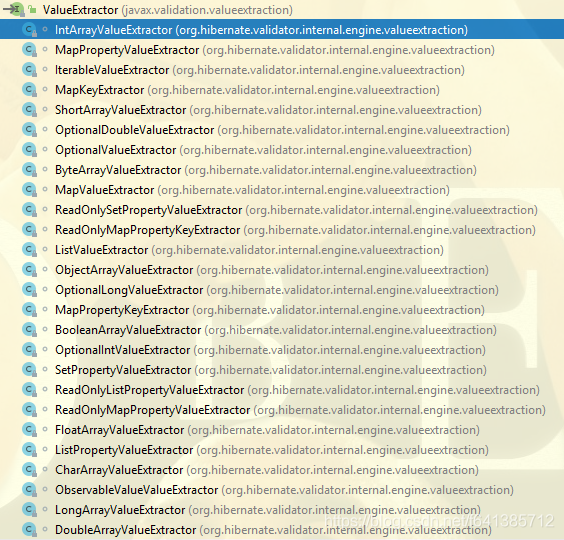 ValueExtractor (javax.validation.valueextraction)
IntArrayValueExtractor (org.hibernate.validator.internal.engine.valueextraction)
MapPropertyValueExtractor (org.hibernate.validator.internal.engine.valueextraction)
IterableValueExtractor (org.hibernate.validator.internal.engine.valueextraction)
MapKeyExtractor (org.hibernate.validator.internal.engine.valueextraction)
ShortArrayValueExtractor (org.hibernate.validator.internal.engine.valueextraction)
OptionalDoubleValueExtractor (org.hibernate.validator.internal.engine.valueextraction)
OptionalValueExtractor (org.hibernate.validator.internal.engine.valueextraction)
ByteArrayValueExtractor (org.hibernate.validator.internal.engine.valueextraction)
MapValueExtractor (org.hibernate.validator.internal.engine.valueextraction)
ReadOnlySetPropertyValueExtractor (org.hibernate.validator.internal.engine.valueextraction)
ReadOnlyMapPropertyKeyExtractor (org.hibernate.validator.internal.engine.valueextraction)
ListValueExtractor (org.hibernate.validator.internal.engine.valueextraction)
ObjectArrayValueExtractor (org.hibernate.validator.internal.engine.valueextraction)
OptionalLongValueExtractor (org.hibernate.validator.internal.engine.valueextraction)
MapPropertyKeyExtractor (org.hibernate.validator.internal.engine.valueextraction)
BooleanArrayValueExtractor (org.hibernate.validator.internal.engine.valueextraction)
OptionalIntValueExtractor (org.hibernate.validator.internal.engine.valueextraction)
SetPropertyValueExtractor (org.hibernate.validator.internal.engine.valueextraction)
ReadOnlyListPropertyValueExtractor (org.hibernate.validator.internal.engine.valueextraction)
ReadOnlyMapPropertyValueExtractor (org.hibernate.validator.internal.engine.valueextraction)
FloatArrayValueExtractor (org.hibernate.validator.internal.engine.valueextraction)
ListPropertyValueExtractor (org.hibernate.validator.internal.engine.valueextraction)
CharArrayValueExtractor (org.hibernate.validator.internal.engine.valueextraction)
ObservableValueValueExtractor (org.hibernate.validator.internal.engine.valueextraction)
LongArrayValueExtractor (org.hibernate.validator.internal.engine.valueextraction)
DoubleArrayValueExtractor (org.hibernate.validator.internal.engine.valueextraction)